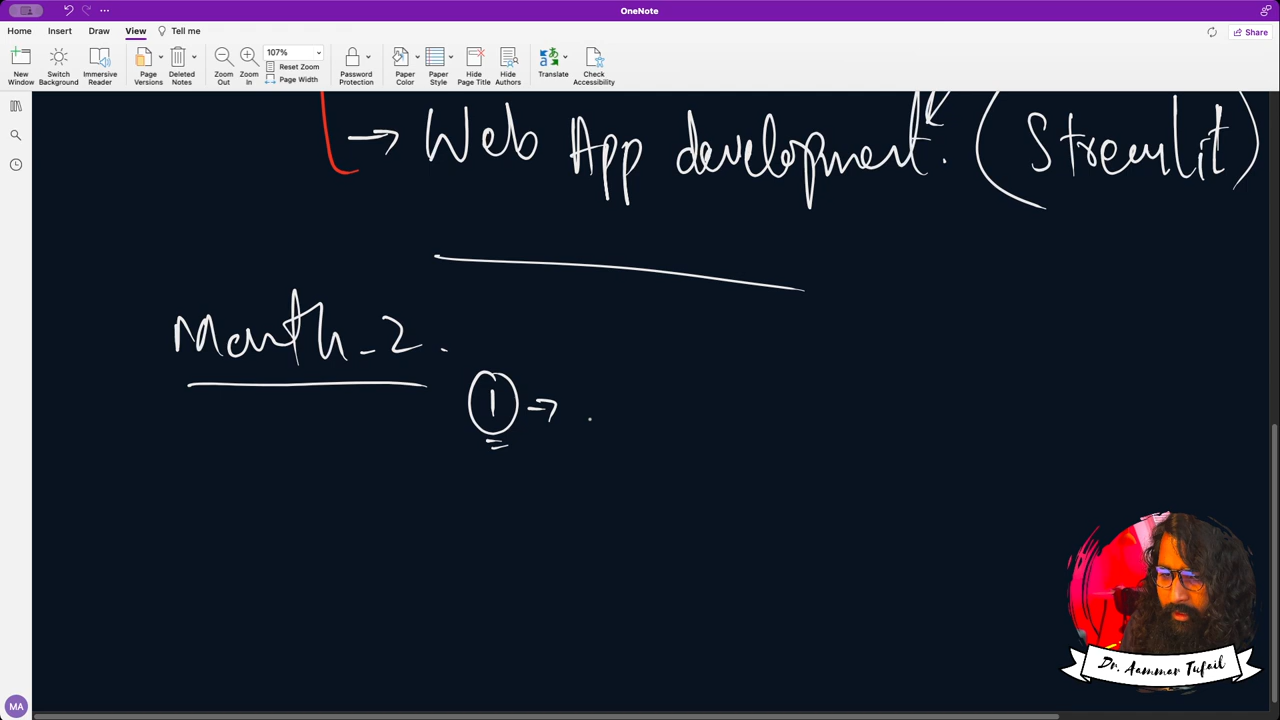 OneNote
Home Insert Draw View Tell me
Share
New Window
Switch Background
Immersive Reader
Page Versions
Deleted Notes
Zoom Out
Zoom In
107%
Reset Zoom
Page Width
Password Protection
Paper Color
Paper Style
Hide Page Title
Hide Authors
Translate
Check Accessibility
→ Web App development. (Stremlit)
Month-2.
① →
Dr. Aammar Tufail
MA